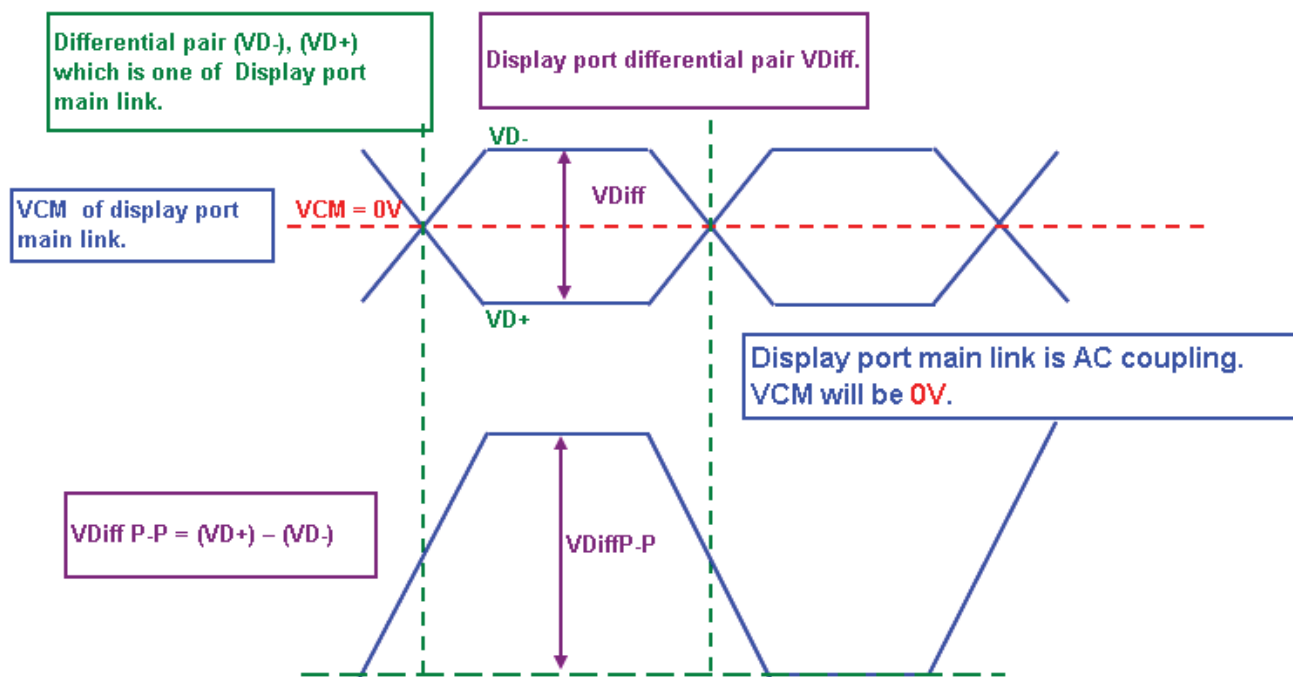 Differential pair (VD-), (VD+)
which is one of Display port
main link.
Display port differential pair VDiff.
VD-
VCM of display port
main link.
VCM = 0V
VDiff
VD+
Display port main link is AC coupling.
VCM will be 0V.
VDiff P-P = (VD+) – (VD-)
VDiffP-P